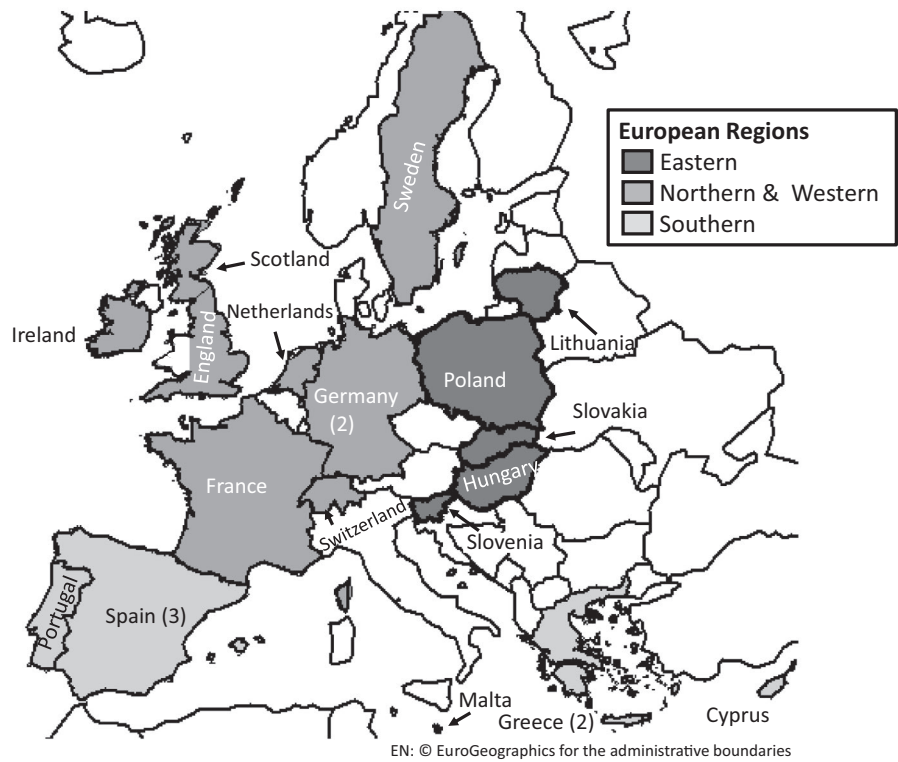 European Regions
Eastern
Northern & Western
Southern
Sweden
Scotland
Netherlands
Ireland
England
Lithuania
Germany
(2)
Poland
Slovakia
France
Hungary
Switzerland
Slovenia
Portugal
Spain (3)
Malta
Greece (2)
Cyprus
EN: © EuroGeographics for the administrative boundaries